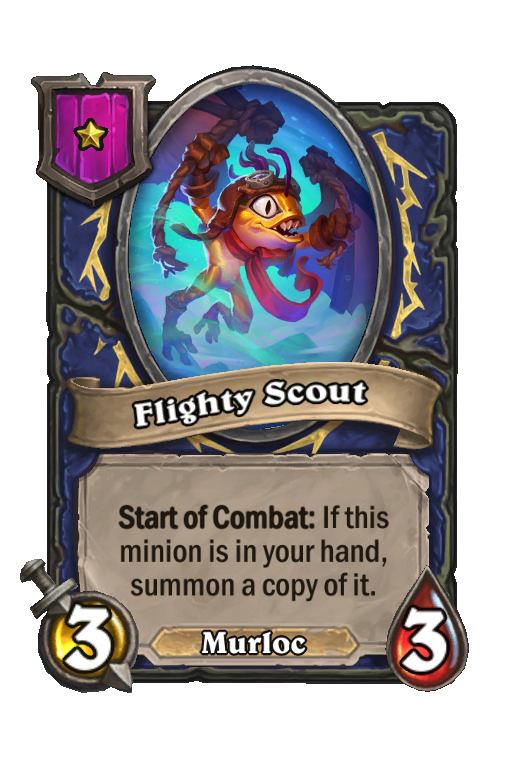 Flighty Scout
Start of Combat: If this
minion is in your hand,
summon a copy of it.
3
Murloc
3